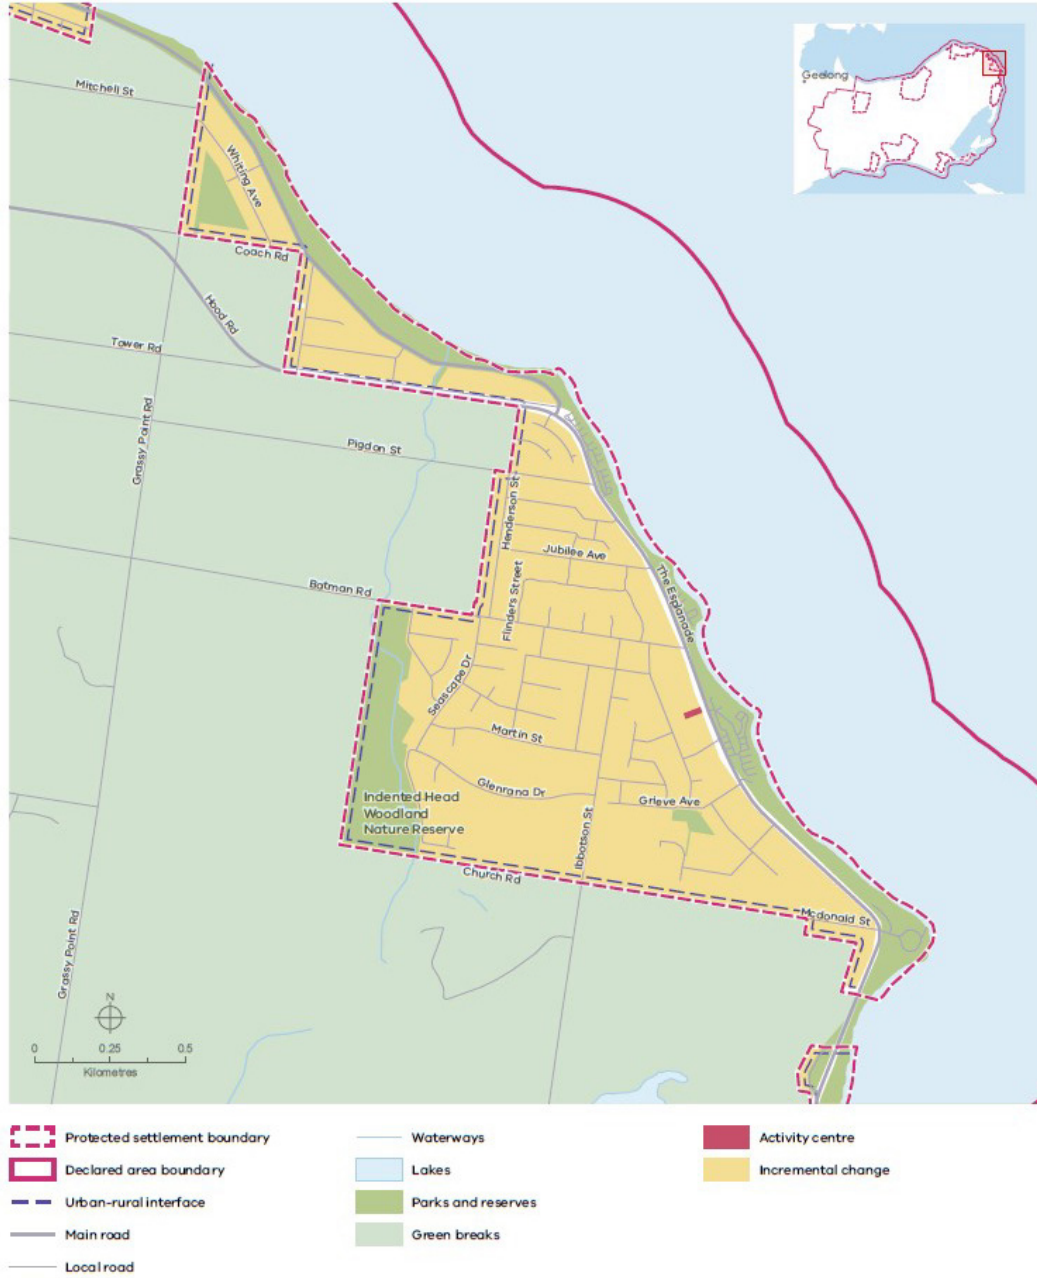 Geelong
Mitchell St
Whiting Ave
Coach Rd
Hood Rd
Tower Rd
Grassy Point Rd
Pigdon St
Henderson St
Jubilee Ave
The Esplanade
Flinders Street
Batman Rd
Seascape Dr
Martin St
Glenrana Dr
Grieve Ave
Indented Head
Woodland
Nature Reserve
Ibbotson St
Church Rd
Mcdonald St
Grassy Point Rd
N
0 0.25 0.5
Kilometres
Protected settlement boundary
Declared area boundary
Urban-rural interface
Main road
Local road
Waterways
Lakes
Parks and reserves
Green breaks
Activity centre
Incremental change